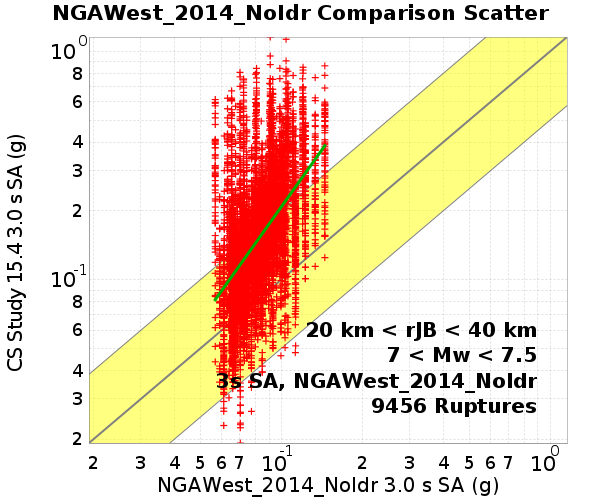 NGAWest_2014_NoIdr Comparison Scatter
CS Study 15.4 3.0 s SA (g)
10^0
8
6
4
3
2
10^-1
8
6
4
3
2
20 km < rJB < 40 km
7 < Mw < 7.5
3s SA, NGAWest_2014_NoIdr
9456 Ruptures
2 3 4 5 6 7 10^-1 2 3 4 5 6 7 10^0
NGAWest_2014_NoIdr 3.0 s SA (g)